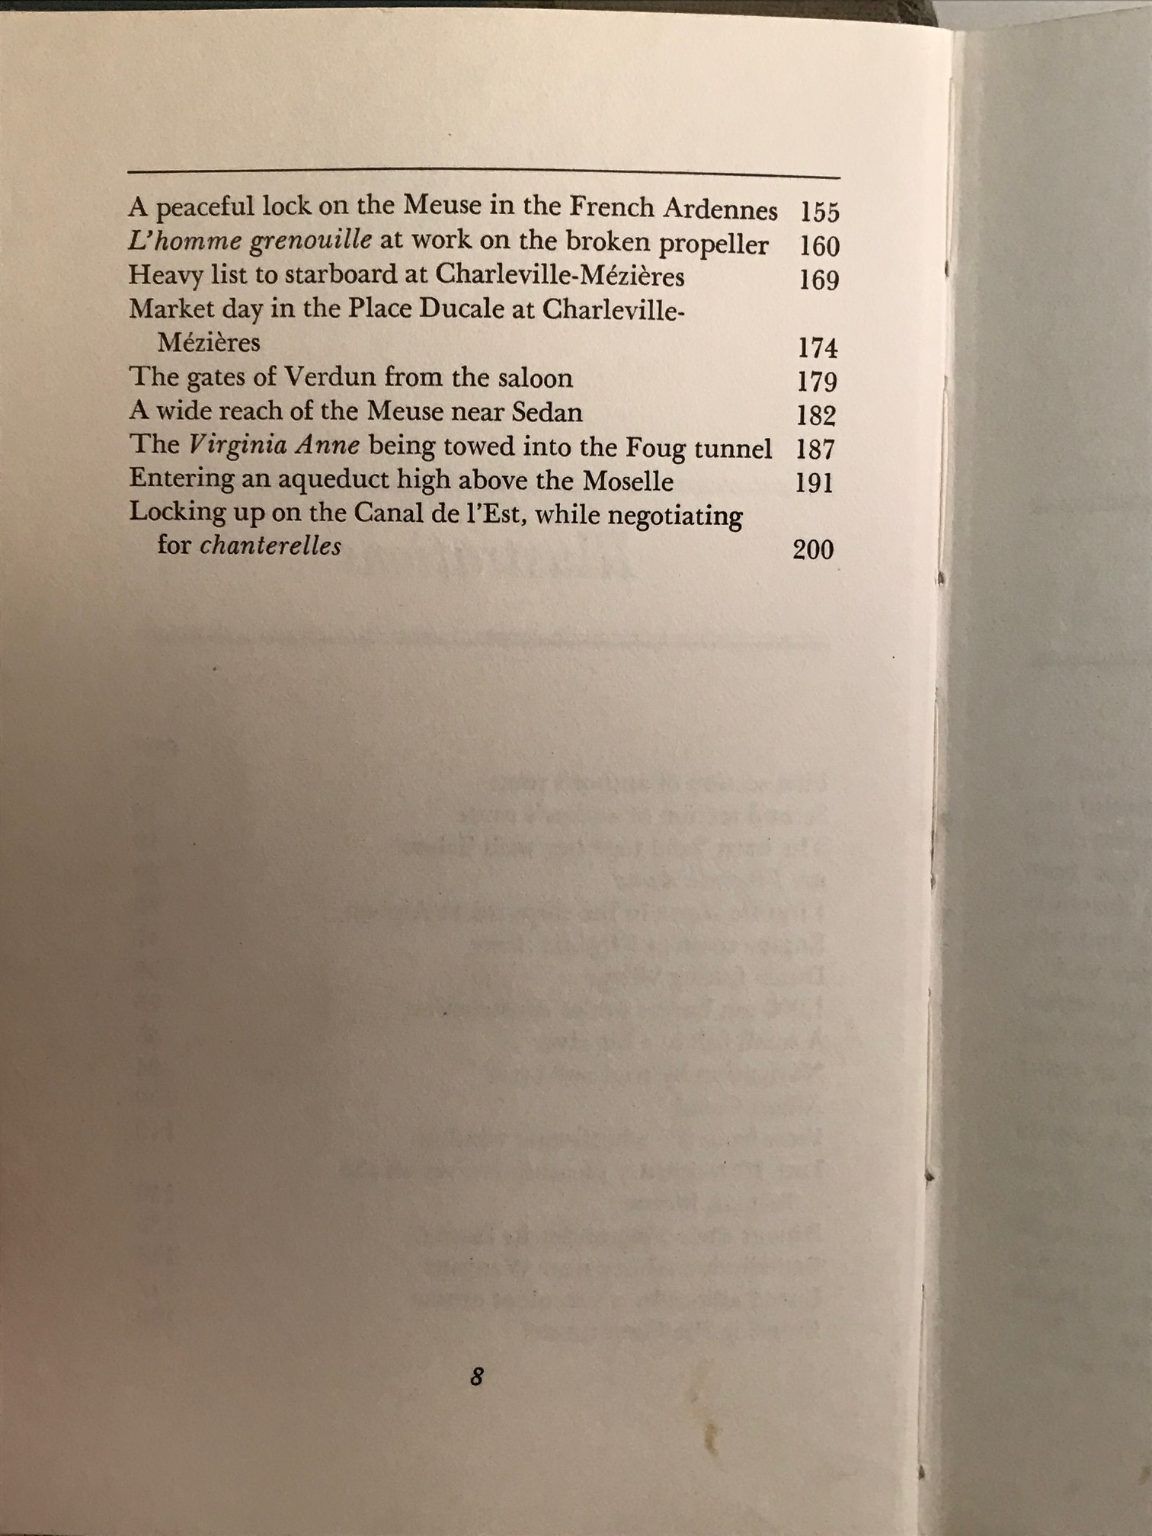 A peaceful lock on the Meuse in the French Ardennes 155
L'homme grenouille at work on the broken propeller 160
Heavy list to starboard at Charleville-Mézières 169
Market day in the Place Ducale at Charleville-
Mézières 174
The gates of Verdun from the saloon 179
A wide reach of the Meuse near Sedan 182
The Virginia Anne being towed into the Foug tunnel 187
Entering an aqueduct high above the Moselle 191
Locking up on the Canal de l'Est, while negotiating
for chanterelles 200
8